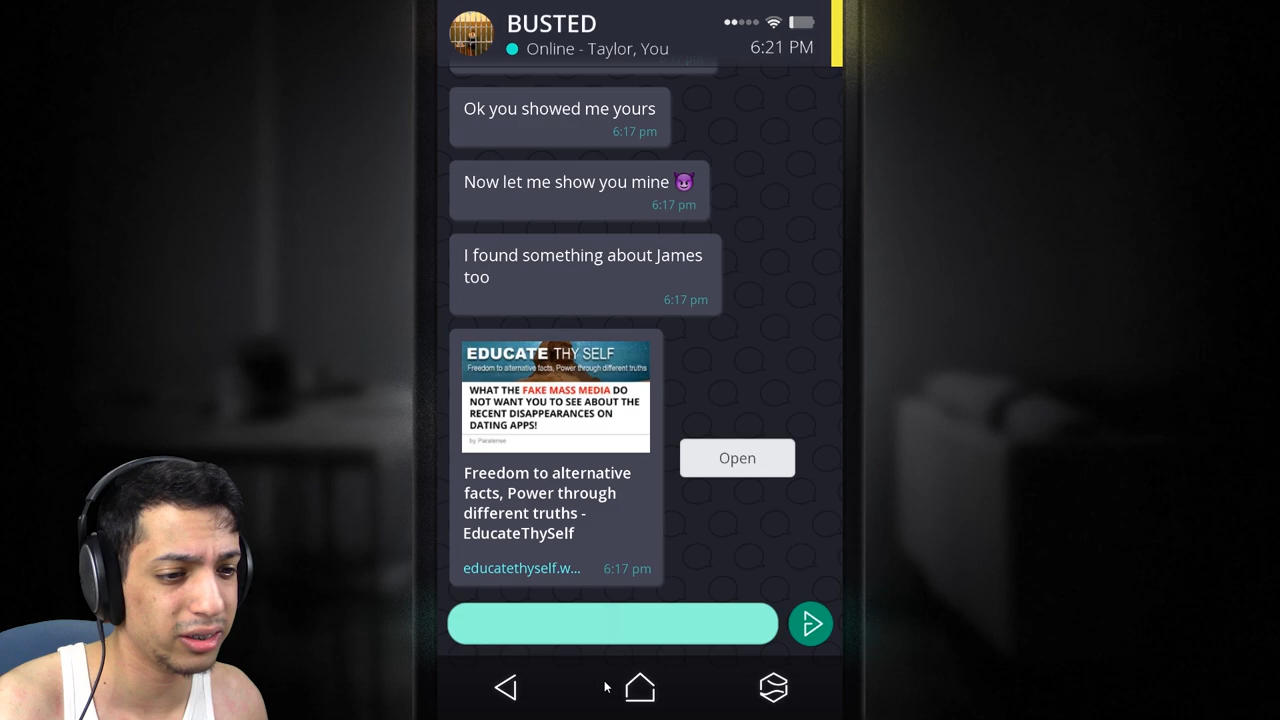 BUSTED
Online - Taylor, You
6:21 PM
Ok you showed me yours
6:17 pm
Now let me show you mine 😈
6:17 pm
I found something about James
too
6:17 pm
EDUCATE THY SELF
Freedom to alternative facts, Power through different truths
WHAT THE FAKE MASS MEDIA DO
NOT WANT YOU TO SEE ABOUT THE
RECENT DISAPPEARANCES ON
DATING APPS!
by Paratense
Open
Freedom to alternative
facts, Power through
different truths -
EducateThySelf
educatethyself.w...
6:17 pm